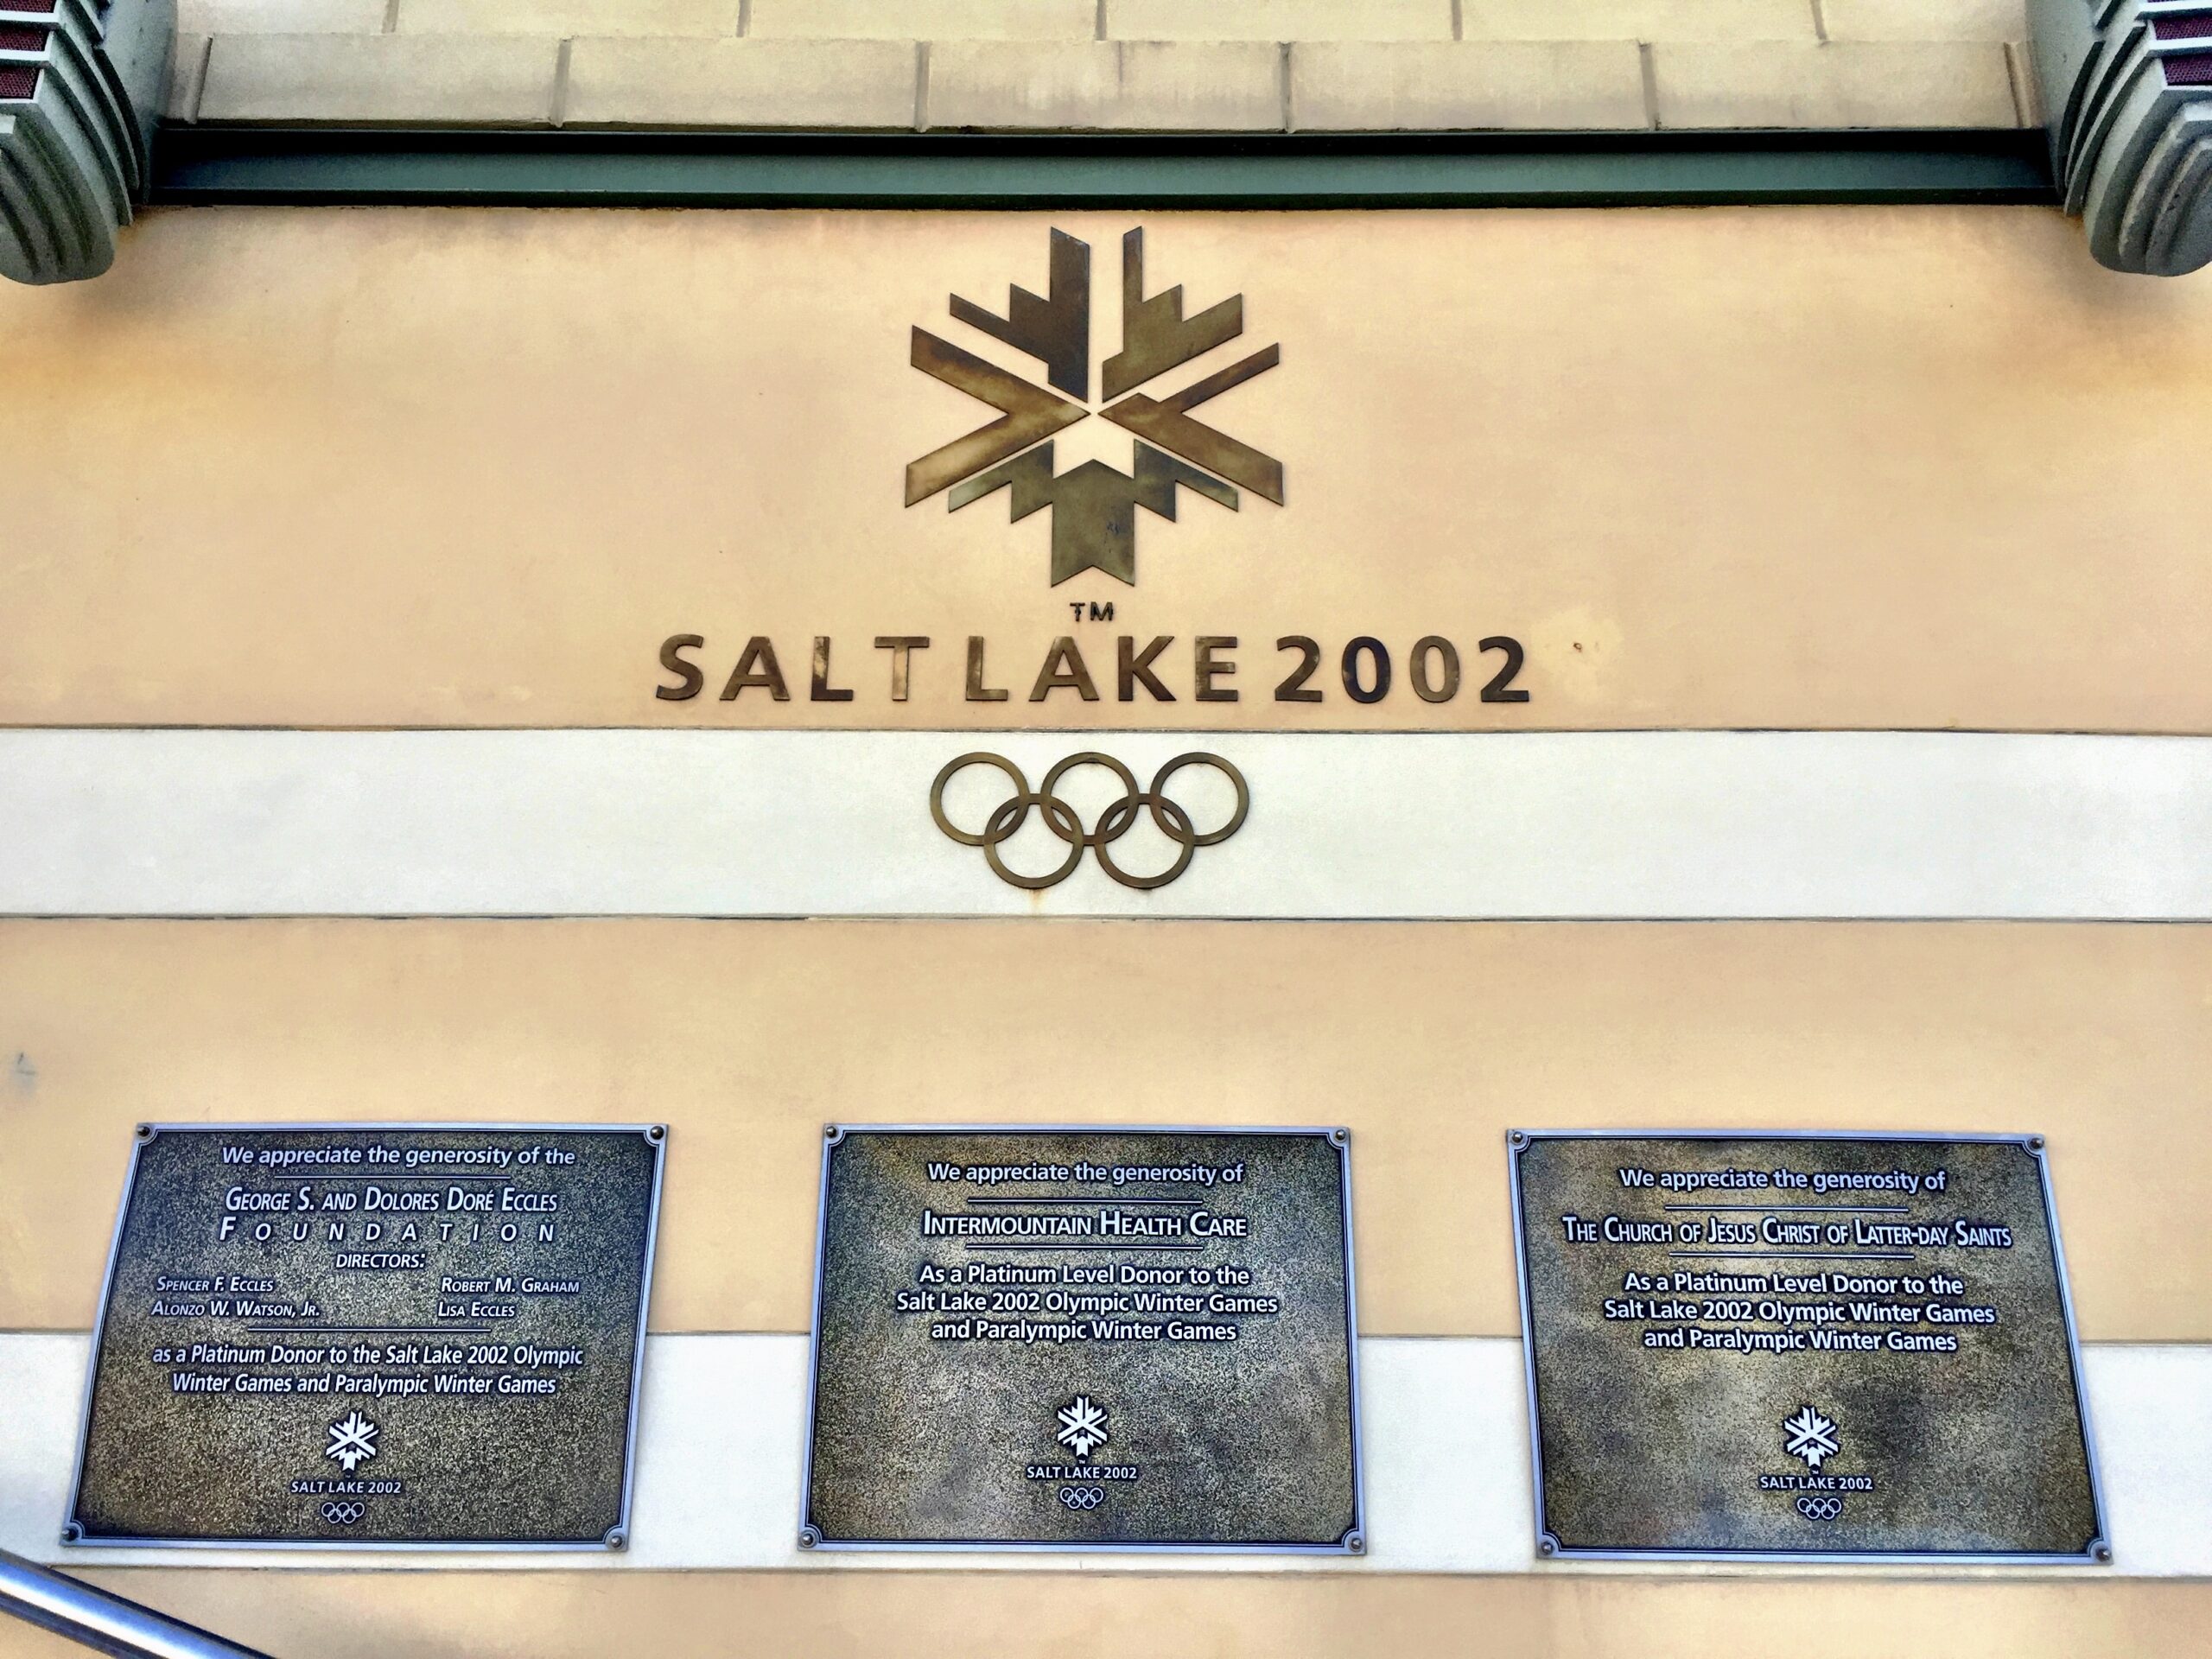 TM
SALT LAKE 2002
We appreciate the generosity of the
GEORGE S. AND DOLORES DORÉ ECCLES
FOUNDATION
DIRECTORS:
SPENCER F. ECCLES ROBERT M. GRAHAM
ALONZO W. WATSON, JR. LISA ECCLES
as a Platinum Donor to the Salt Lake 2002 Olympic
Winter Games and Paralympic Winter Games
SALT LAKE 2002
We appreciate the generosity of
INTERMOUNTAIN HEALTH CARE
As a Platinum Level Donor to the
Salt Lake 2002 Olympic Winter Games
and Paralympic Winter Games
TM
SALT LAKE 2002
We appreciate the generosity of
THE CHURCH OF JESUS CHRIST OF LATTER-DAY SAINTS
As a Platinum Level Donor to the
Salt Lake 2002 Olympic Winter Games
and Paralympic Winter Games
TM
SALT LAKE 2002